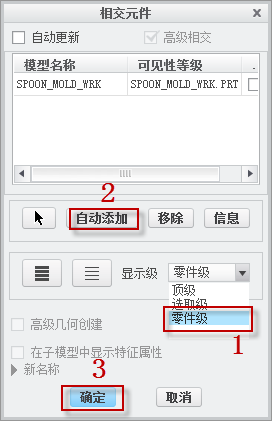 相交元件
自动更新 高级相交
模型名称 可见性等级 .
SPOON_MOLD_WRK SPOON_MOLD_WRK.PRT
2
自动添加 移除 信息
显示级 零件级
顶级
选取级
零件级
高级几何创建 1
在子模型中显示特征属性
新名称
3
确定 取消